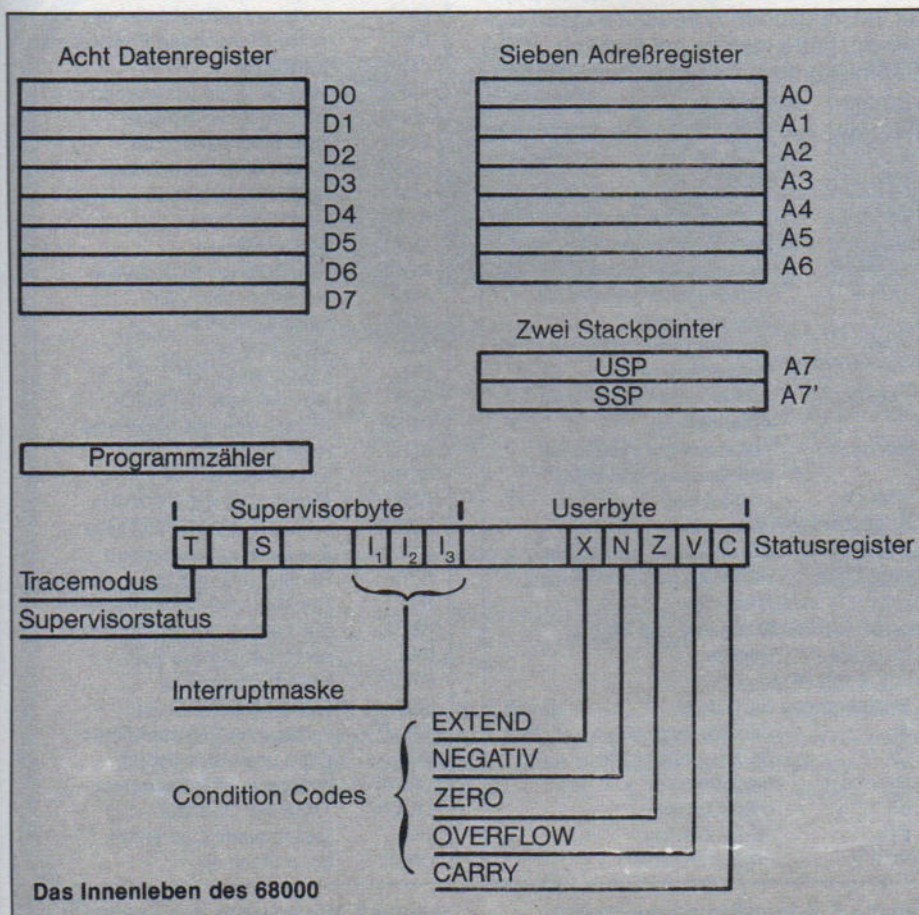 Acht Datenregister
D0
D1
D2
D3
D4
D5
D6
D7
Sieben Adreßregister
A0
A1
A2
A3
A4
A5
A6
Zwei Stackpointer
USP A7
SSP A7'
Programmzähler
Supervisorbyte Userbyte
T S I1 I2 I3 X N Z V C Statusregister
Tracemodus
Supervisorstatus
Interruptmaske
Condition Codes
EXTEND
NEGATIV
ZERO
OVERFLOW
CARRY
Das Innenleben des 68000